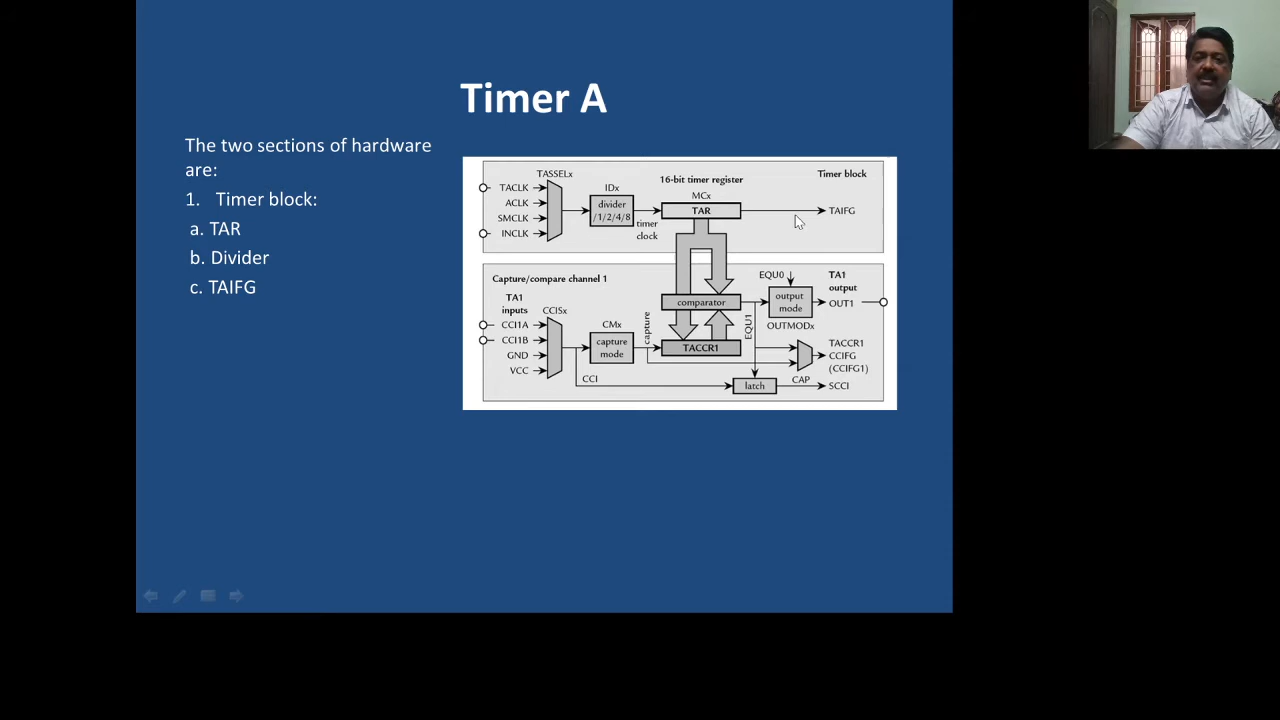 Timer A
The two sections of hardware
are:
1. Timer block:
a. TAR
b. Divider
c. TAIFG
TASSELx
16-bit timer register
Timer block
TACLK
ACLK
SMCLK
INCLK
IDx
divider
/1/2/4/8
timer
clock
MCx
TAR
TAIFG
Capture/compare channel 1
TA1
inputs
CCISx
CCI1A
CCI1B
GND
VCC
CMx
capture
mode
capture
comparator
TACCR1
EQU0
EQU1
output
mode
OUTMODx
TA1
output
OUT1
TACCR1
CCIFG
(CCIFG1)
CCI
latch
CAP
SCCI